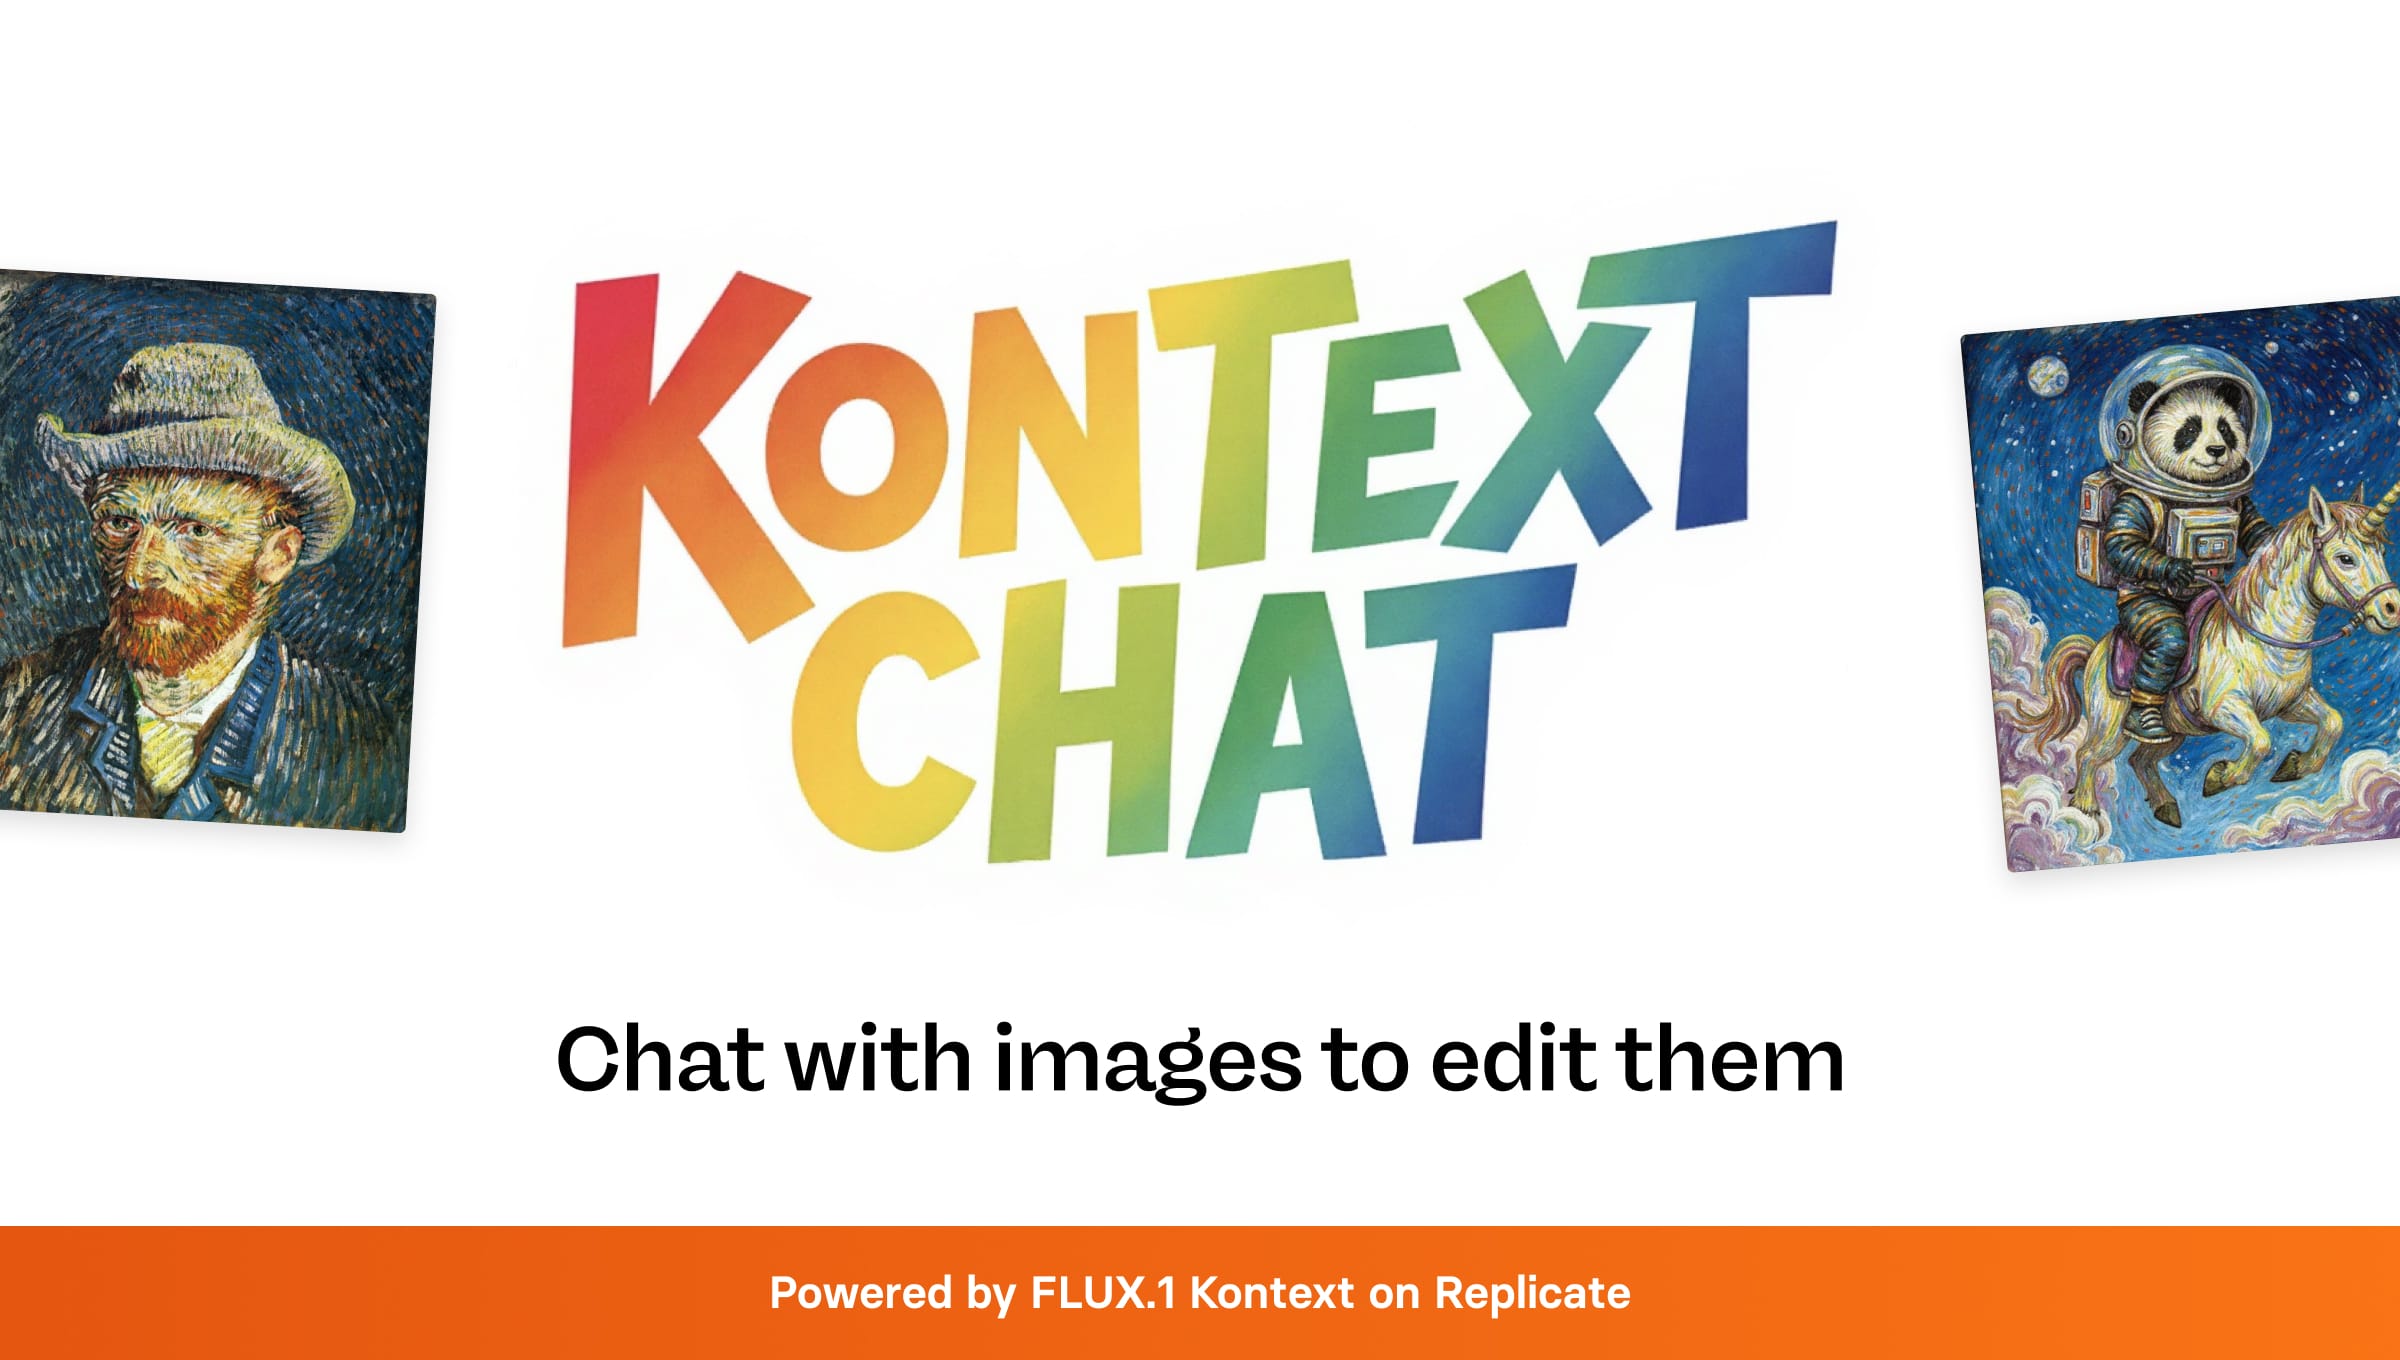 KONTEXT
CHAT
Chat with images to edit them
Powered by FLUX.1 Kontext on Replicate